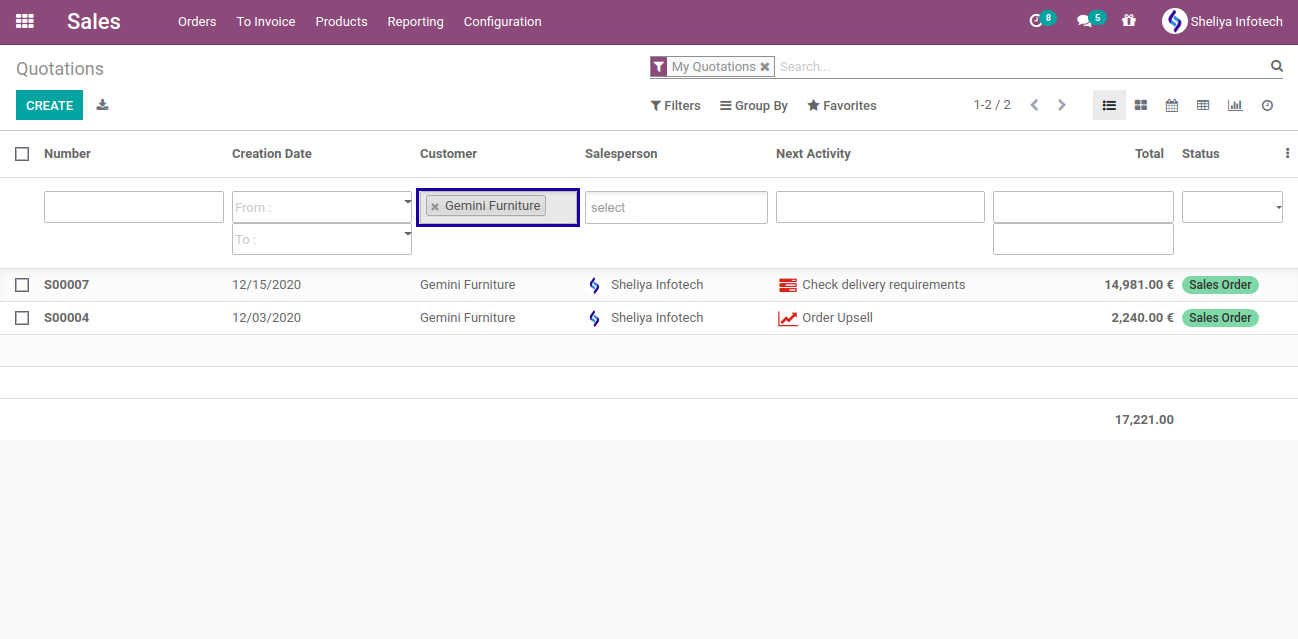 Sales Orders To Invoice Products Reporting Configuration 8 5 Sheliya Infotech
Quotations My Quotations Search...
CREATE Filters Group By Favorites 1-2 / 2
Number Creation Date Customer Salesperson Next Activity Total Status
From : Gemini Furniture select
To :
S00007 12/15/2020 Gemini Furniture Sheliya Infotech Check delivery requirements 14,981.00 € Sales Order
S00004 12/03/2020 Gemini Furniture Sheliya Infotech Order Upsell 2,240.00 € Sales Order
17,221.00